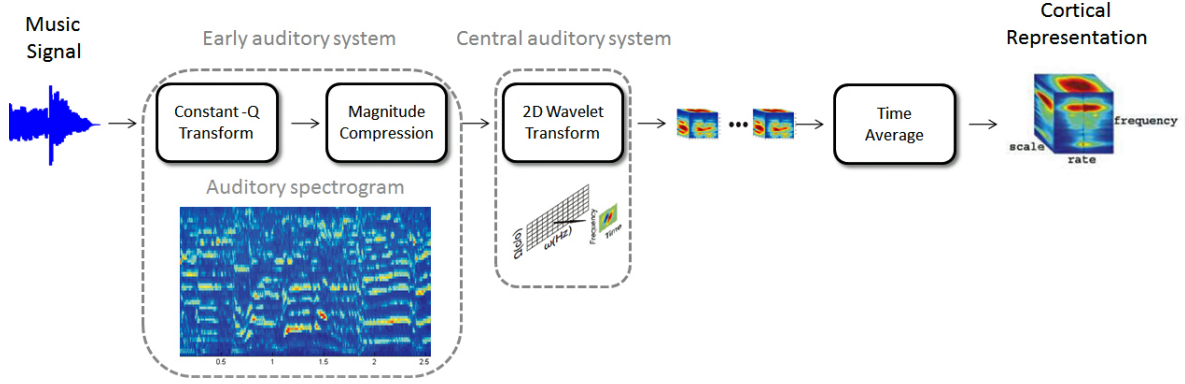 Music
Signal
Early auditory system
Central auditory system
Cortical
Representation
Constant -Q
Transform
Magnitude
Compression
2D Wavelet
Transform
Time
Average
frequency
scale
rate
Auditory spectrogram
Ω(c/o)
ω(Hz)
Frequency
Time
0.5
1
1.5
2
2.5